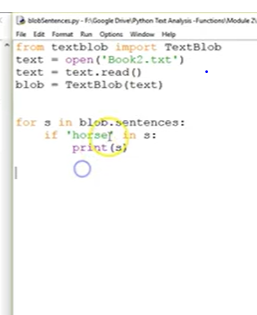 blobSentences.py - F:\Google Drive\Python Text Analysis -Functions\Module 2\
File Edit Format Run Options Window Help
from textblob import TextBlob
text = open('Book2.txt')
text = text.read()
blob = TextBlob(text)
for s in blob.sentences:
if 'horse' in s:
print(s)